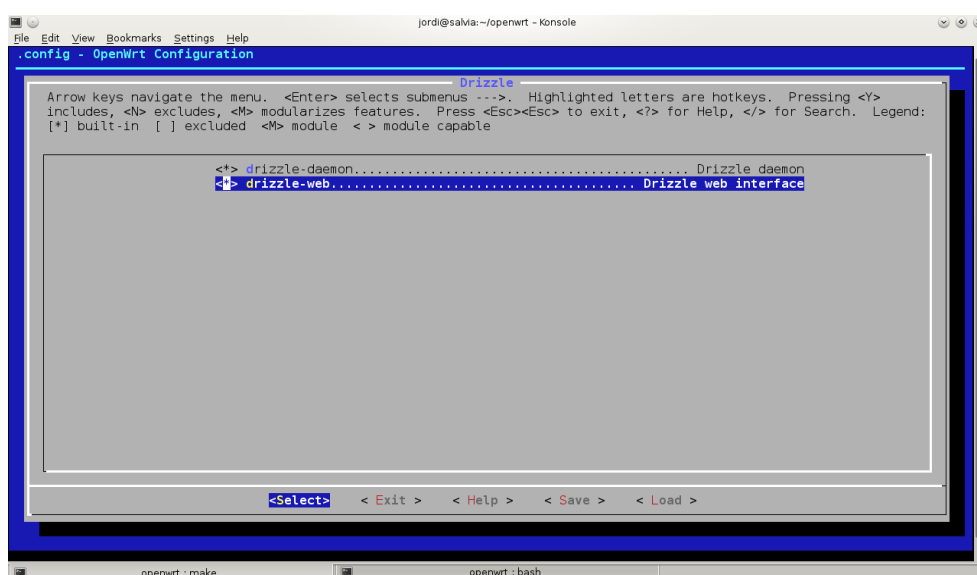 jordi@salvia:~/openwrt – Konsole
File Edit View Bookmarks Settings Help
.config - OpenWrt Configuration
Drizzle
Arrow keys navigate the menu. <Enter> selects submenus --->. Highlighted letters are hotkeys. Pressing <Y>
includes, <N> excludes, <M> modularizes features. Press <Esc><Esc> to exit, <?> for Help, </> for Search. Legend:
[*] built-in [ ] excluded <M> module < > module capable
<*> drizzle-daemon........................................... Drizzle daemon
<*> drizzle-web........................................ Drizzle web interface
<Select> < Exit > < Help > < Save > < Load >
openwrt : make openwrt : bash